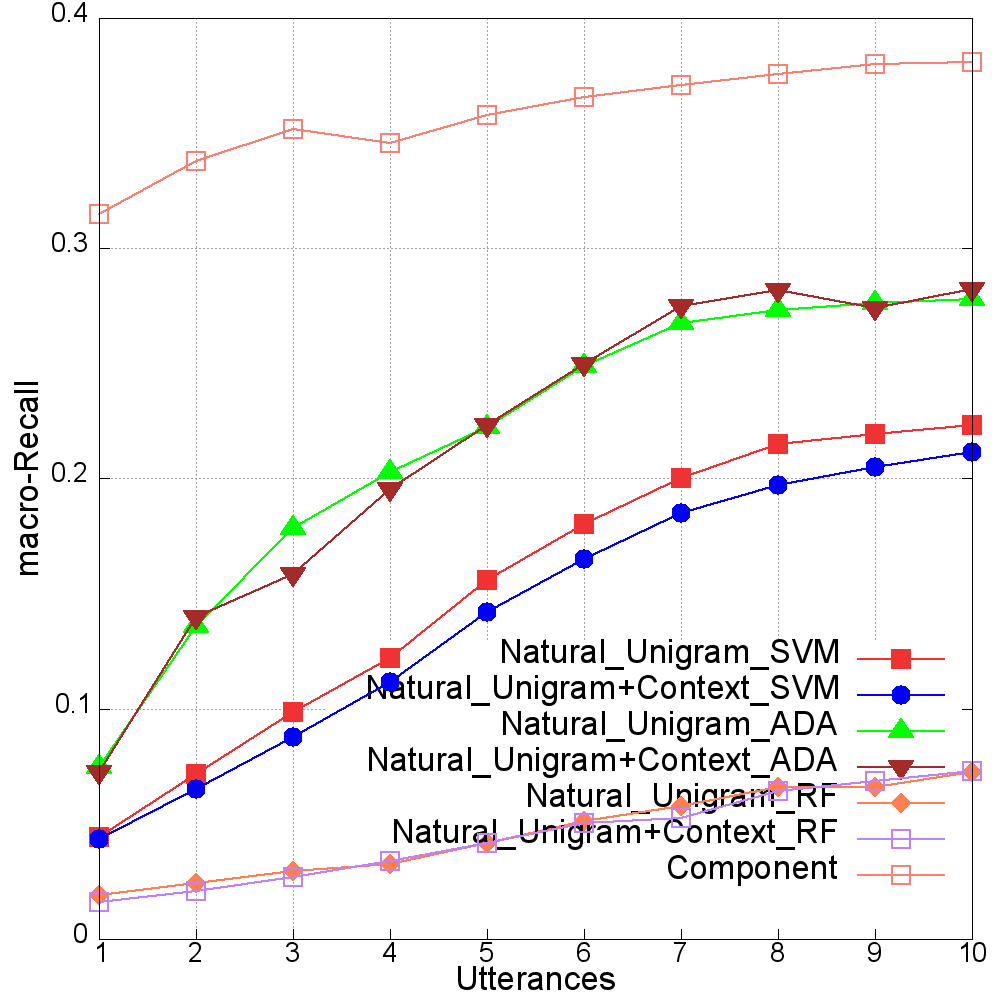 0.4
0.3
0.2
0.1
0
macro-Recall
Natural_Unigram_SVM
Natural_Unigram+Context_SVM
Natural_Unigram_ADA
Natural_Unigram+Context_ADA
Natural_Unigram_RF
Natural_Unigram+Context_RF
Component
1 2 3 4 5 6 7 8 9 10
Utterances